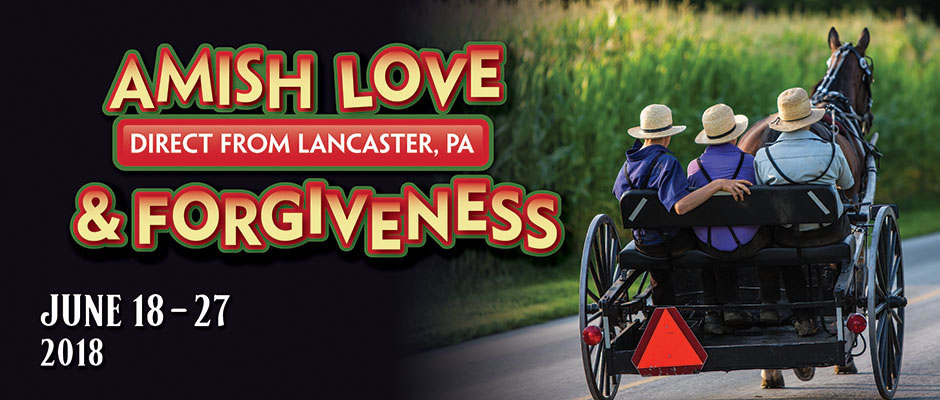 AMISH LOVE
DIRECT FROM LANCASTER, PA
& FORGIVENESS
JUNE 18 – 27
2018